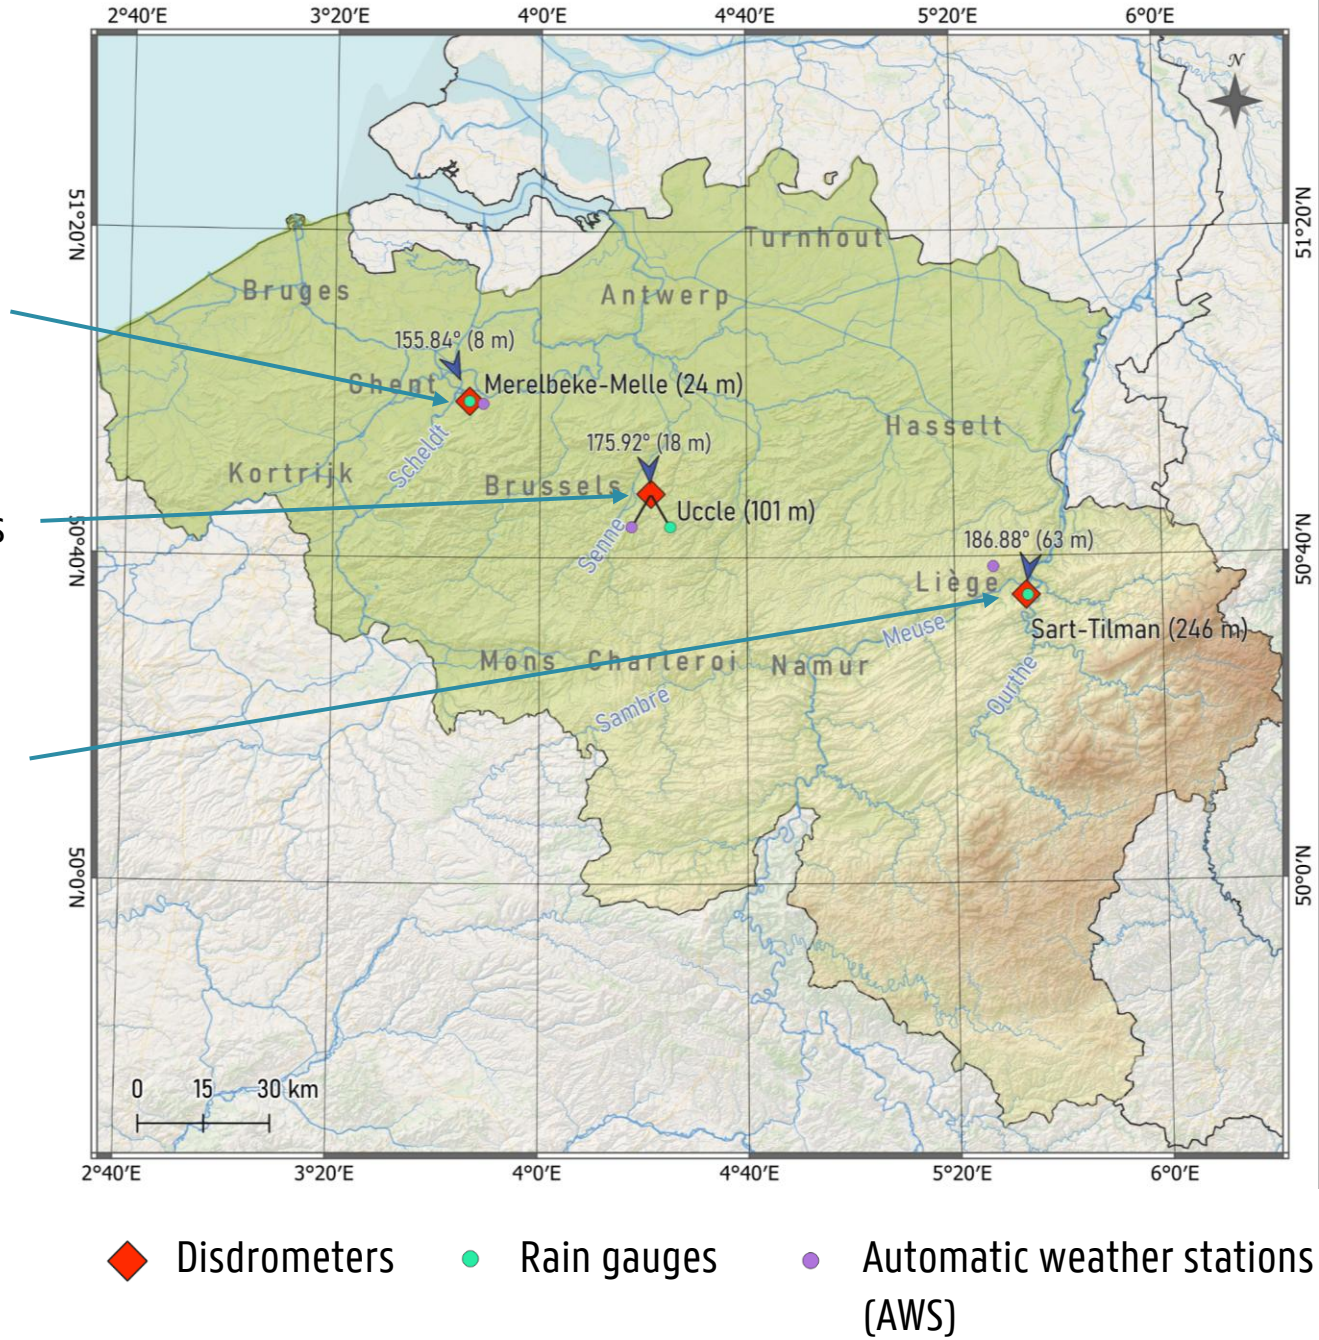 2°40'E 3°20'E 4°0'E 4°40'E 5°20'E 6°0'E
N
51°20'N
51°20'N
Turnhout
Bruges
Antwerp
155.84° (8 m)
Ghent
Merelbeke-Melle (24 m)
Hasselt
Scheldt
175.92° (18 m)
Kortrijk
Brussels
Uccle (101 m)
s
Senne
50°40'N
50°40'N
186.88° (63 m)
Liège
Sart-Tilman (246 m)
Meuse
Mons Charleroi Namur
Ourthe
Sambre
50°0'N
50°0'N
0 15 30 km
2°40'E 3°20'E 4°0'E 4°40'E 5°20'E 6°0'E
Disdrometers Rain gauges Automatic weather stations
(AWS)